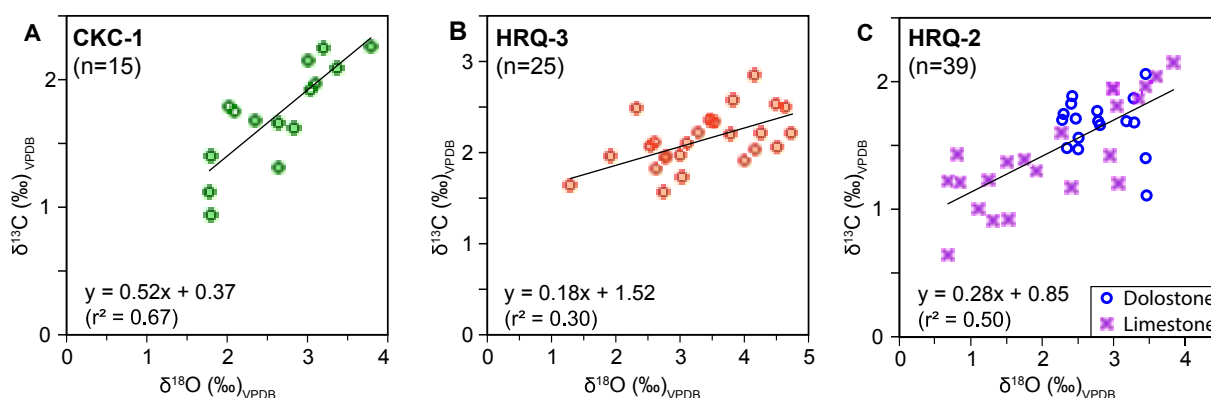 A CKC-1
(n=15)
2
1
0
δ¹³C (‰)VPDB
y = 0.52x + 0.37
(r² = 0.67)
0 1 2 3 4
δ¹⁸O (‰)VPDB
B HRQ-3
(n=25)
3
2
1
0
δ¹³C (‰)VPDB
y = 0.18x + 1.52
(r² = 0.30)
0 1 2 3 4 5
δ¹⁸O (‰)VPDB
C HRQ-2
(n=39)
2
1
0
δ¹³C (‰)VPDB
y = 0.28x + 0.85
(r² = 0.50)
Dolostone
Limestone
0 1 2 3 4
δ¹⁸O (‰)VPDB